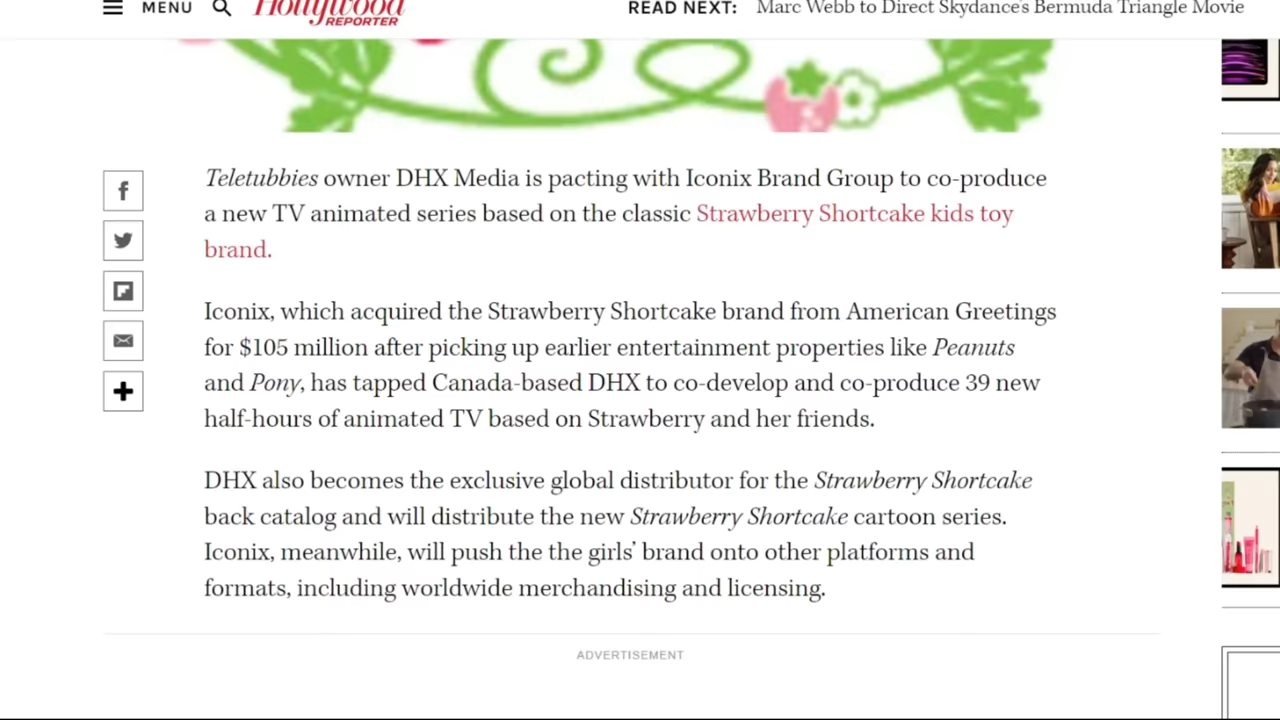 MENU
Hollywood
REPORTER
READ NEXT: Marc Webb to Direct Skydance's Bermuda Triangle Movie
Teletubbies owner DHX Media is pacting with Iconix Brand Group to co-produce
a new TV animated series based on the classic Strawberry Shortcake kids toy
brand.
Iconix, which acquired the Strawberry Shortcake brand from American Greetings
for $105 million after picking up earlier entertainment properties like Peanuts
and Pony, has tapped Canada-based DHX to co-develop and co-produce 39 new
half-hours of animated TV based on Strawberry and her friends.
DHX also becomes the exclusive global distributor for the Strawberry Shortcake
back catalog and will distribute the new Strawberry Shortcake cartoon series.
Iconix, meanwhile, will push the the girls’ brand onto other platforms and
formats, including worldwide merchandising and licensing.
ADVERTISEMENT